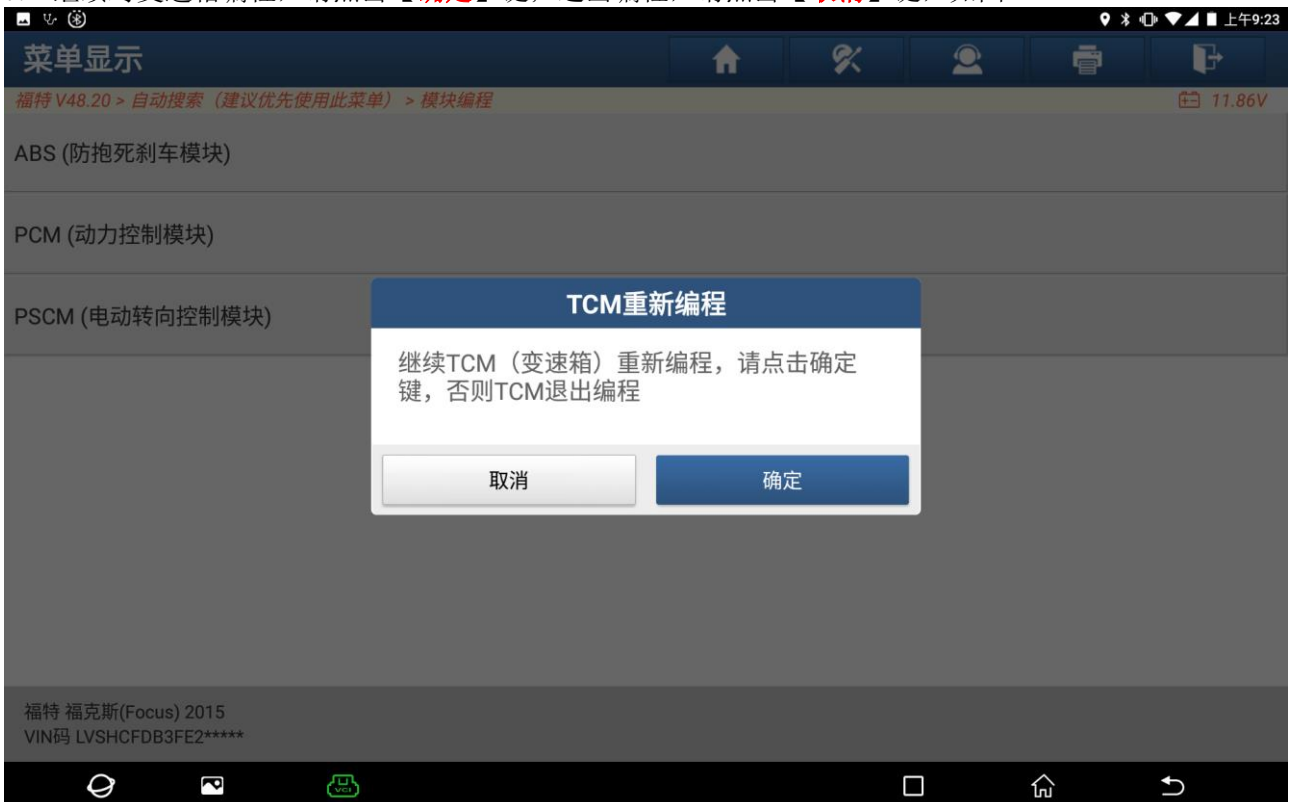 上午9:23
菜单显示
福特 V48.20 > 自动搜索（建议优先使用此菜单）> 模块编程
11.86V
ABS (防抱死刹车模块)
PCM (动力控制模块)
PSCM (电动转向控制模块)
TCM重新编程
继续TCM（变速箱）重新编程，请点击确定
键，否则TCM退出编程
取消
确定
福特 福克斯(Focus) 2015
VIN码 LVSHCFDB3FE2*****
VCI